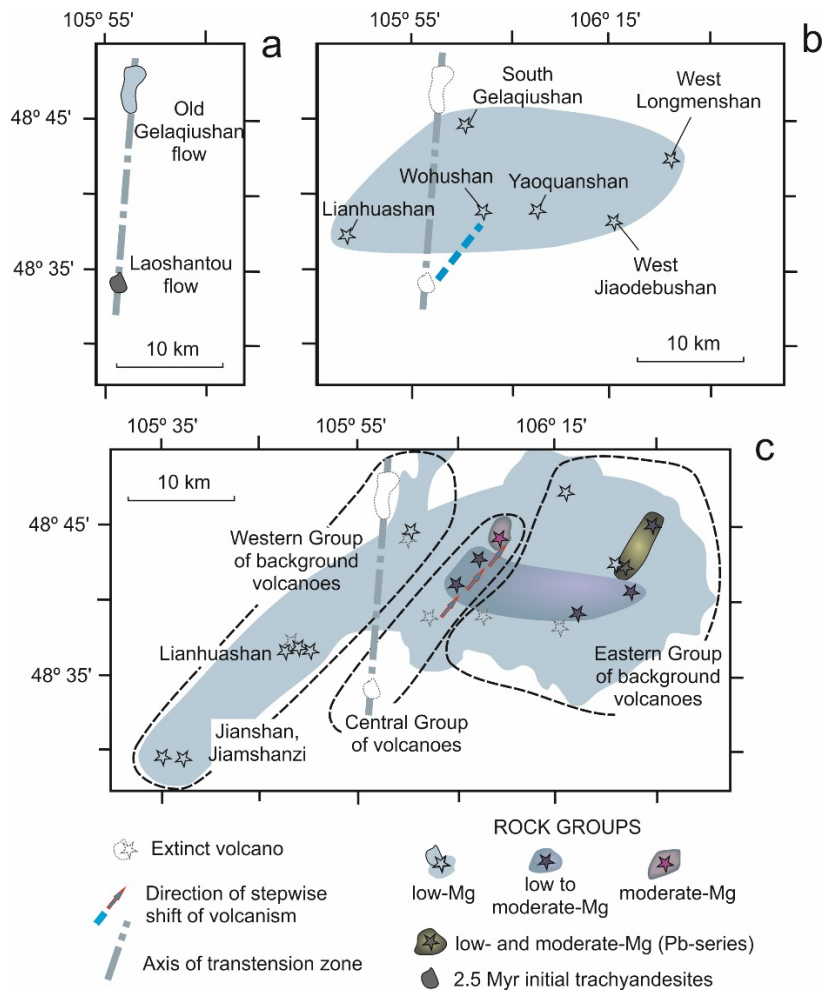 105º 55'
a
48º 45'
Old
Gelaqiushan
flow
Laoshantou
flow
48º 35'
10 km
105º 55'
106º 15'
b
South
Gelaqiushan
West
Longmenshan
Wohushan
Yaoquanshan
Lianhuashan
West
Jiaodebushan
10 km
105º 35'
105º 55'
106º 15'
c
10 km
48º 45'
Western Group
of background
volcanoes
Lianhuashan
48º 35'
Eastern Group
of background
volcanoes
Jianshan,
Jiamshanzi
Central Group
of volcanoes
Extinct volcano
Direction of stepwise
shift of volcanism
Axis of transtension zone
ROCK GROUPS
low-Mg
low to
moderate-Mg
moderate-Mg
low- and moderate-Mg (Pb-series)
2.5 Myr initial trachyandesites